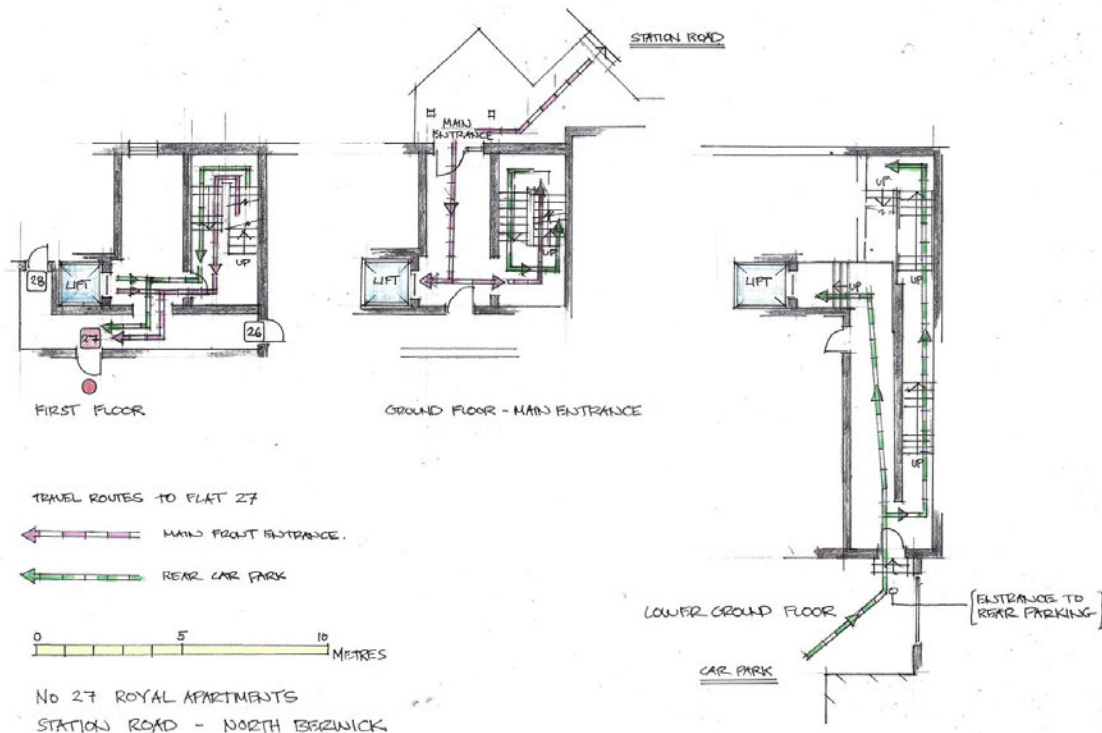 STATION ROAD
MAIN
ENTRANCE
UP
LIFT
28
27
26
FIRST FLOOR
UP
LIFT
GROUND FLOOR - MAIN ENTRANCE
UP
LIFT
UP
UP
UP
LOWER GROUND FLOOR
[ENTRANCE TO
REAR PARKING]
CAR PARK
TRAVEL ROUTES TO FLAT 27
MAIN FRONT ENTRANCE.
REAR CAR PARK
0 5 10
METRES
NO 27 ROYAL APARTMENTS
STATION ROAD - NORTH BERWICK